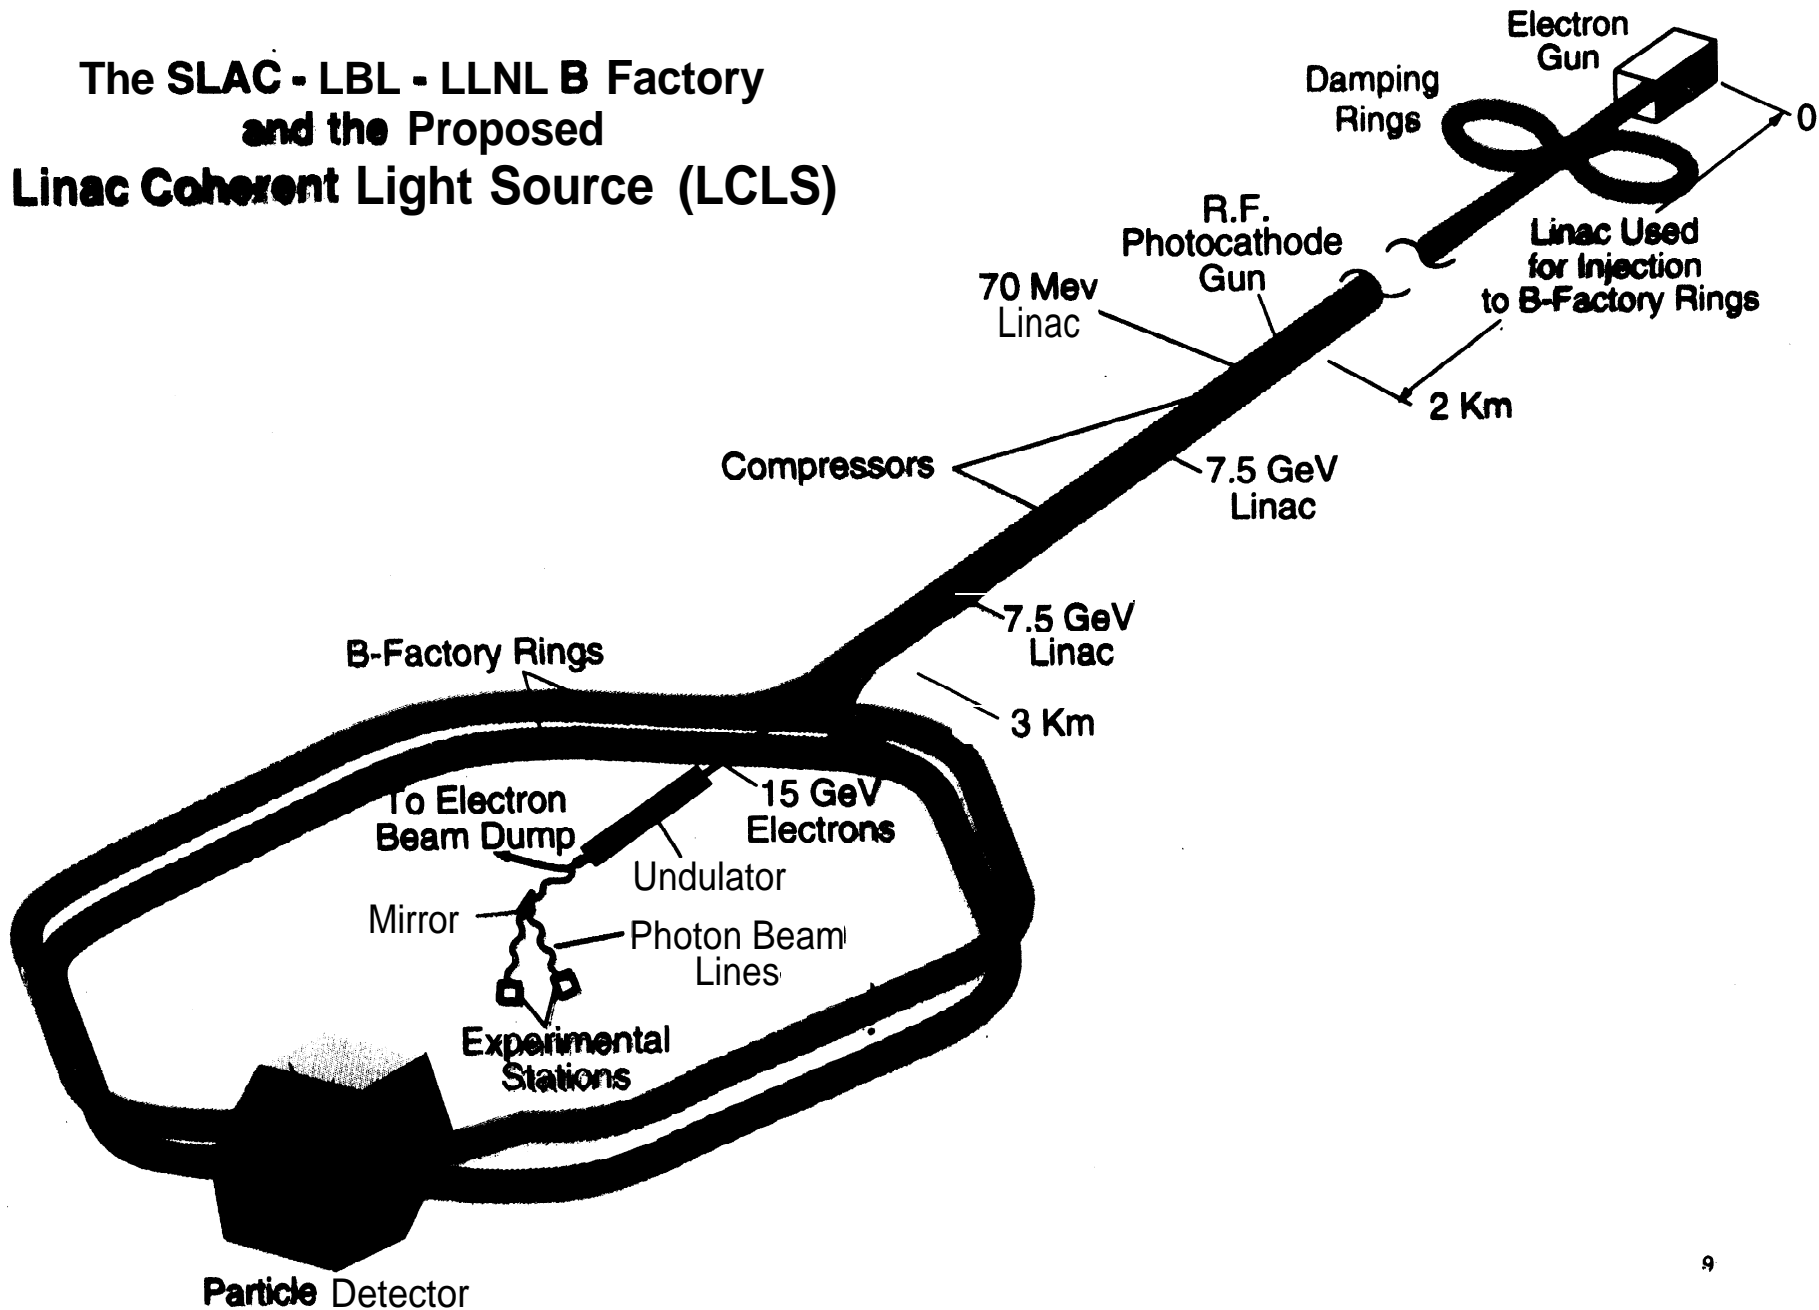 The SLAC - LBL - LLNL B Factory
and the Proposed
Linac Coherent Light Source (LCLS)
Electron
Gun
Damping
Rings
0
R.F.
Photocathode
Gun
Linac Used
for Injection
to B-Factory Rings
70 Mev
Linac
2 Km
Compressors
7.5 GeV
Linac
7.5 GeV
Linac
B-Factory Rings
3 Km
To Electron
Beam Dump
15 GeV
Electrons
Undulator
Mirror
Photon Beam
Lines
Experimental
Stations
Particle Detector
9